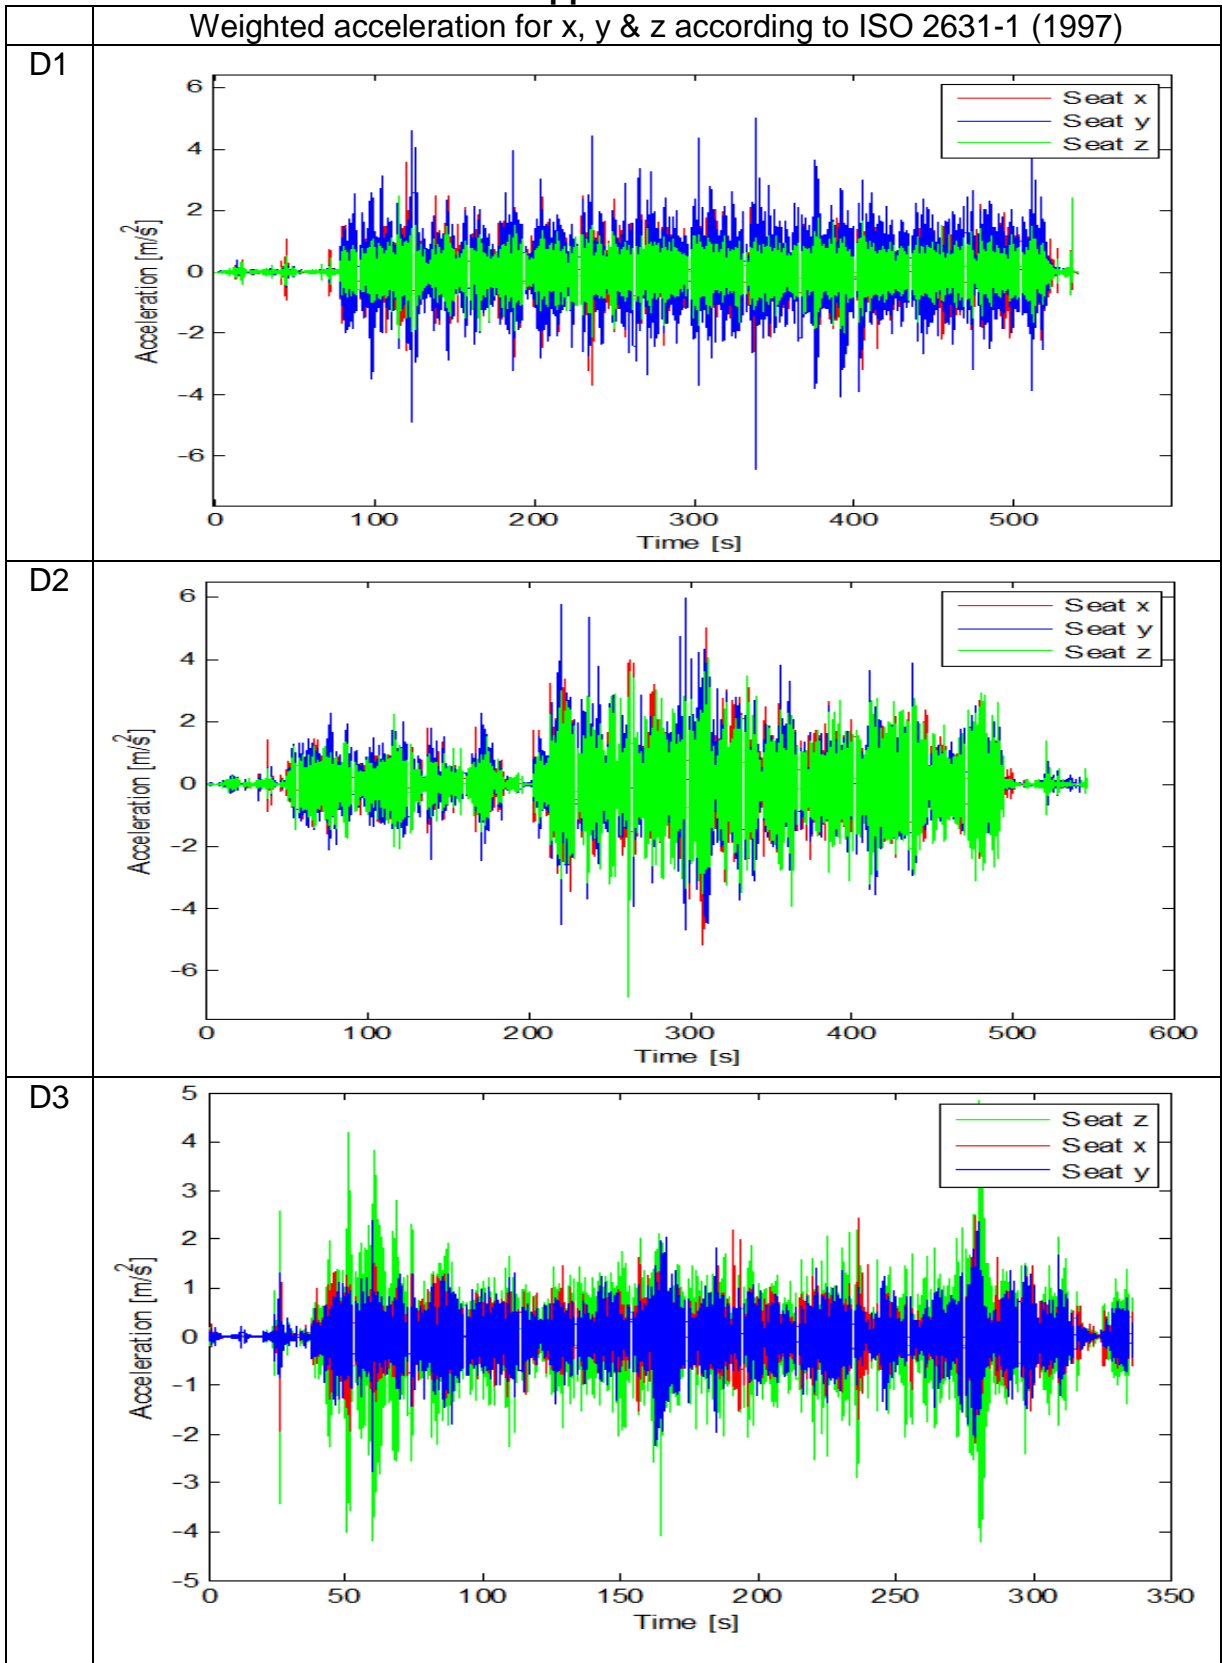 Weighted acceleration for x, y & z according to ISO 2631-1 (1997)
D1
6
4
2
0
-2
-4
-6
Acceleration [m/s²]
Seat x
Seat y
Seat z
0 100 200 300 400 500
Time [s]
D2
6
4
2
0
-2
-4
-6
Acceleration [m/s²]
Seat x
Seat y
Seat z
0 100 200 300 400 500 600
Time [s]
D3
5
4
3
2
1
0
-1
-2
-3
-4
-5
Acceleration [m/s²]
Seat z
Seat x
Seat y
0 50 100 150 200 250 300 350
Time [s]